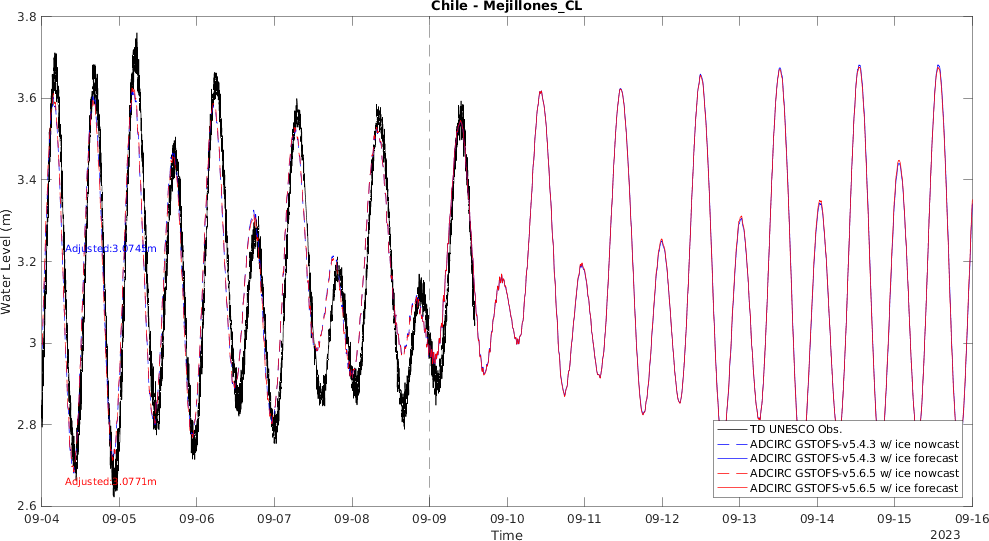 Chile - Mejillones_CL
3.8
3.6
3.4
3.2
3
2.8
2.6
Water Level (m)
Adjusted:3.0745m
Adjusted:3.0771m
TD UNESCO Obs.
ADCIRC GSTOFS-v5.4.3 w/ ice nowcast
ADCIRC GSTOFS-v5.4.3 w/ ice forecast
ADCIRC GSTOFS-v5.6.5 w/ ice nowcast
ADCIRC GSTOFS-v5.6.5 w/ ice forecast
09-04 09-05 09-06 09-07 09-08 09-09 09-10 09-11 09-12 09-13 09-14 09-15 09-16
Time
2023